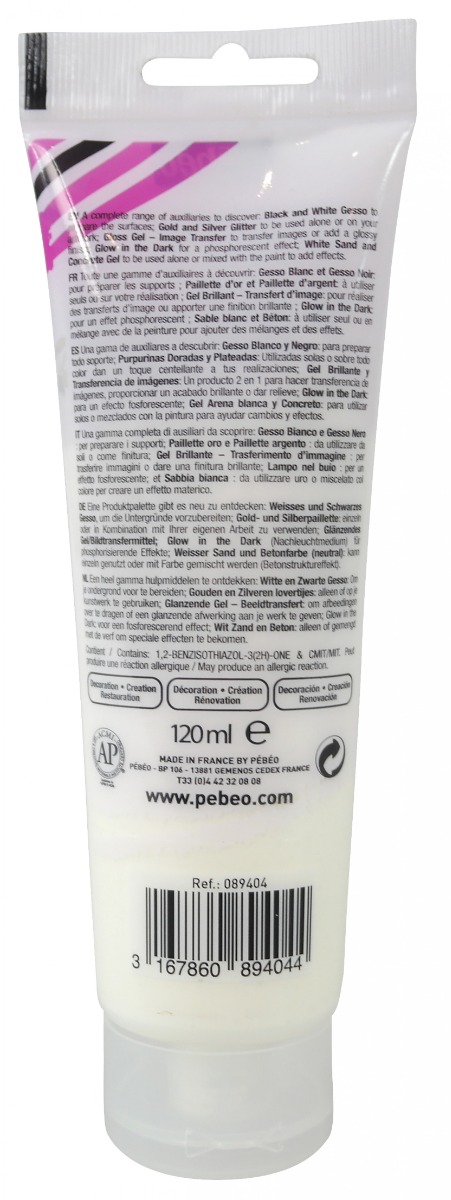 pébéo
EN A complete range of auxiliaries to discover: Black and White Gesso to
the surfaces; Gold and Silver Glitter to be used alone or on your
Gloss Gel – Image Transfer to transfer images or add a glossy
Glow in the Dark for a phosphorescent effect; White Sand and
Concrete Gel to be used alone or mixed with the paint to add effects.
FR Toute une gamme d'auxiliaires à découvrir: Gesso Blanc et Gesso Noir:
pour préparer les supports ; Paillette d'or et Paillette d'argent: à utiliser
seuls ou sur votre réalisation ; Gel Brillant – Transfert d'image: pour réaliser
des transferts d'images ou apporter une finition brillante ; Glow in the Dark:
pour un effet phosphorescent ; Sable blanc et Béton: à utiliser seul ou en
mélange avec de la peinture pour ajouter des mélanges et des effets.
ES Una gama de auxiliares a descubrir: Gesso Blanco y Negro: para preparar
todo soporte; Purpurinas Doradas y Plateadas: Utilizadas solas o sobre todo
color dan un toque centellante a tus realizaciones; Gel Brillante y
Transferencia de imágenes: Un producto 2 en 1 para hacer transferencia de
imágenes, proporcionar un acabado brillante o dar relieve; Glow in the Dark:
para un efecto fosforescente; Gel Arena blanca y Concreto: para utilizar
solos o mezclados con la pintura para ayudar cambios y efectos.
IT Una gamma completa di ausiliari da scoprire: Gesso Bianco e Gesso Nero
: per preparare i supporti; Paillette oro e Paillette argento : da utilizzare da
soli o come finitura; Gel Brillante – Trasferimento d'immagine : per
trasferire immagini o dare una finitura brillante; Lampo nel buio : per un
effetto fosforescente; et Sabbia bianca : da utilizzare uro o miscelato col
colore per creare un effetto materico.
DE Eine Produktpalette gibt es neu zu entdecken: Weisses und Schwarzes
Gesso, um die Untergründe vorzubereiten; Gold- und Silberpaillette: einzeln
oder in Kombination mit Ihrer eigenen Arbeit zu verwenden; Glänzendes
Gel/Bildtransfermittel; Glow in the Dark (Nachleuchtmedium) für
phosphorisierende Effekte; Weisser Sand und Betonfarbe (neutral): kann
einzeln genutzt oder mit Farbe gemischt werden (Betonstruktureffekt).
NL Een heel gamma hulpmiddelen te ontdekken: Witte en Zwarte Gesso: Om
je ondergrond voor te bereiden; Gouden en Zilveren lovertjes: alleen of op je
kunstwerk te gebruiken; Glanzende Gel – Beeldtransfert: om afbeeldingen
over te dragen of een glanzende afwerking aan je werk te geven; Glow in the
Dark: voor een fosforescerend effect; Wit Zand en Beton: alleen of gemengd
met de verf om speciale effecten te bekomen.
Contient / Contains: 1,2-BENZISOTHIAZOL-3(2H)-ONE & CMIT/MIT. Peut
produire une réaction allergique / May produce an allergic reaction.
Decoration • Creation
Restauration
Décoration • Création
Rénovation
Decoración • Creación
Renovación
120ml e
AP
ACMI
MADE IN FRANCE BY PÉBÉO
PÉBÉO - BP 106 - 13881 GEMENOS CEDEX FRANCE
T33 (0)4 42 32 08 08
www.pebeo.com
Ref.: 089404
3 167860 894044